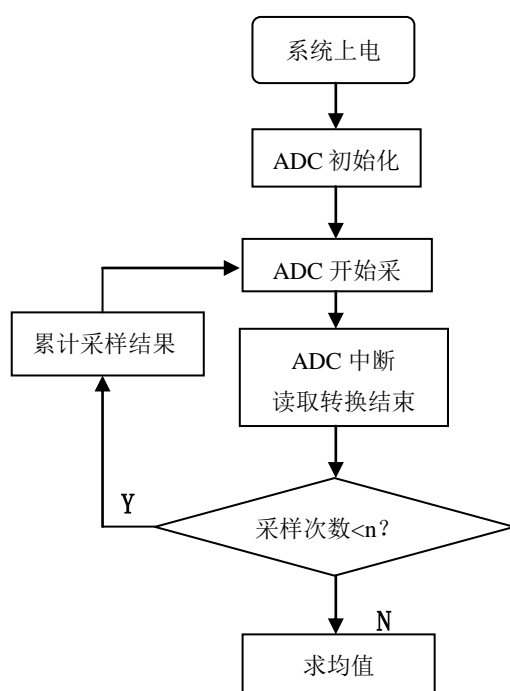 系统上电
ADC 初始化
ADC 开始采
累计采样结果
ADC 中断
读取转换结束
Y
采样次数<n？
N
求均值